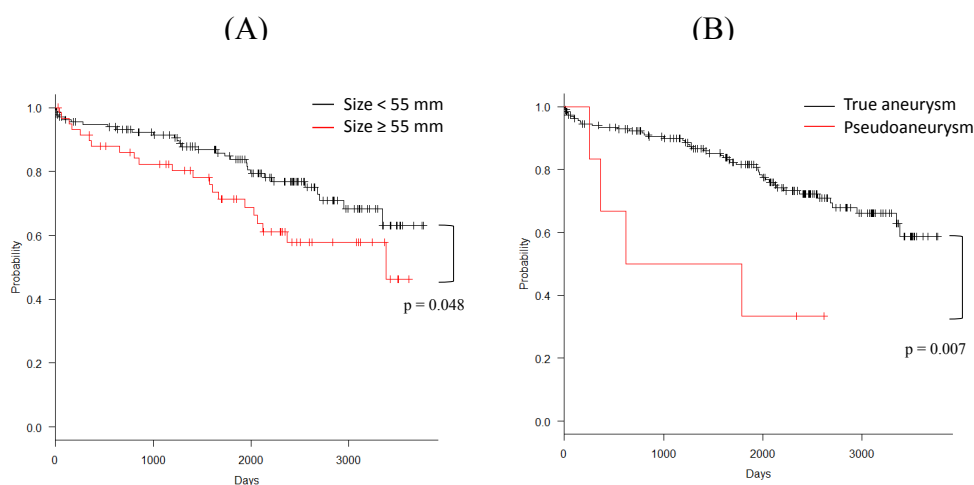 (A)
Size < 55 mm
Size ≥ 55 mm
1.0
0.8
0.6
0.4
0.2
0.0
Probability
0
1000
2000
3000
Days
p = 0.048
(B)
True aneurysm
Pseudoaneurysm
1.0
0.8
0.6
0.4
0.2
0.0
Probability
0
1000
2000
3000
Days
p = 0.007